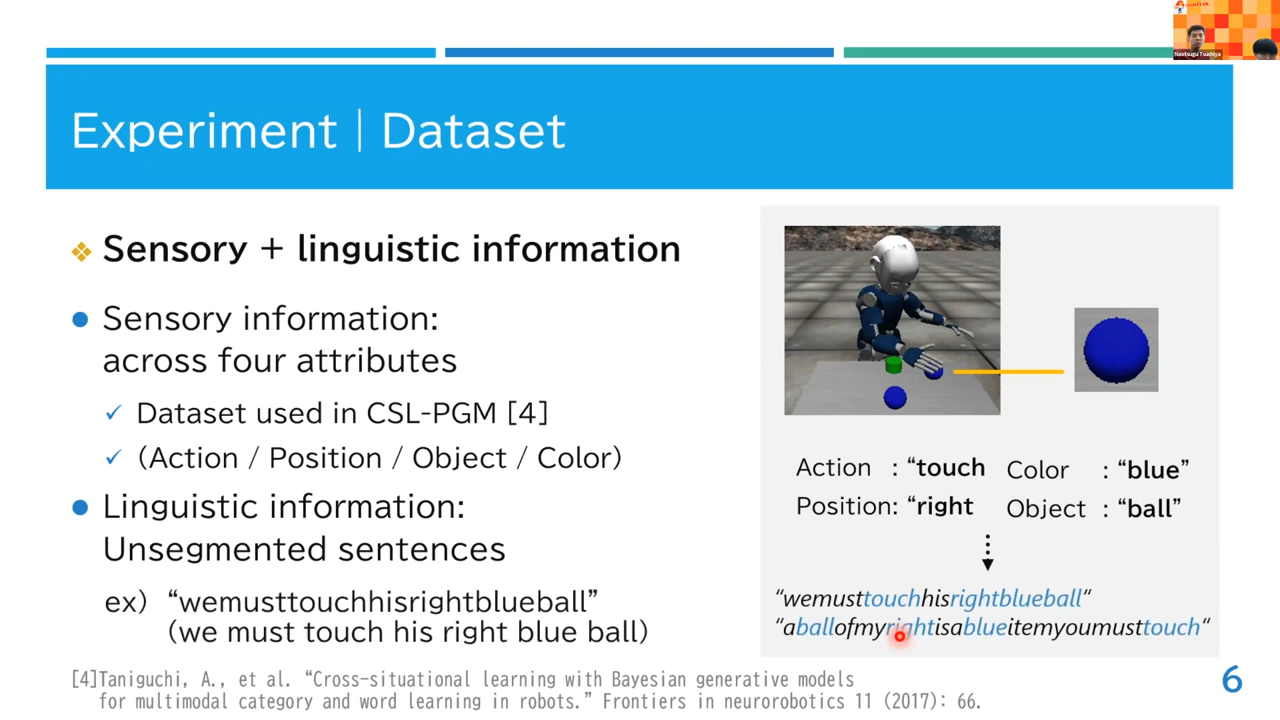 Naotsugu Tsuchiya
Experiment | Dataset
Sensory + linguistic information
Sensory information:
across four attributes
Dataset used in CSL-PGM [4]
(Action / Position / Object / Color)
Linguistic information:
Unsegmented sentences
ex) “wemusttouchhisrightblueball”
(we must touch his right blue ball)
Action : “touch
Color : “blue”
Position: “right
Object : “ball”
“wemusttouchhisrightblueball“
“aballofmyrightisablueitemyoumusttouch“
[4]Taniguchi, A., et al. “Cross-situational learning with Bayesian generative models
for multimodal category and word learning in robots.” Frontiers in neurorobotics 11 (2017): 66.
6